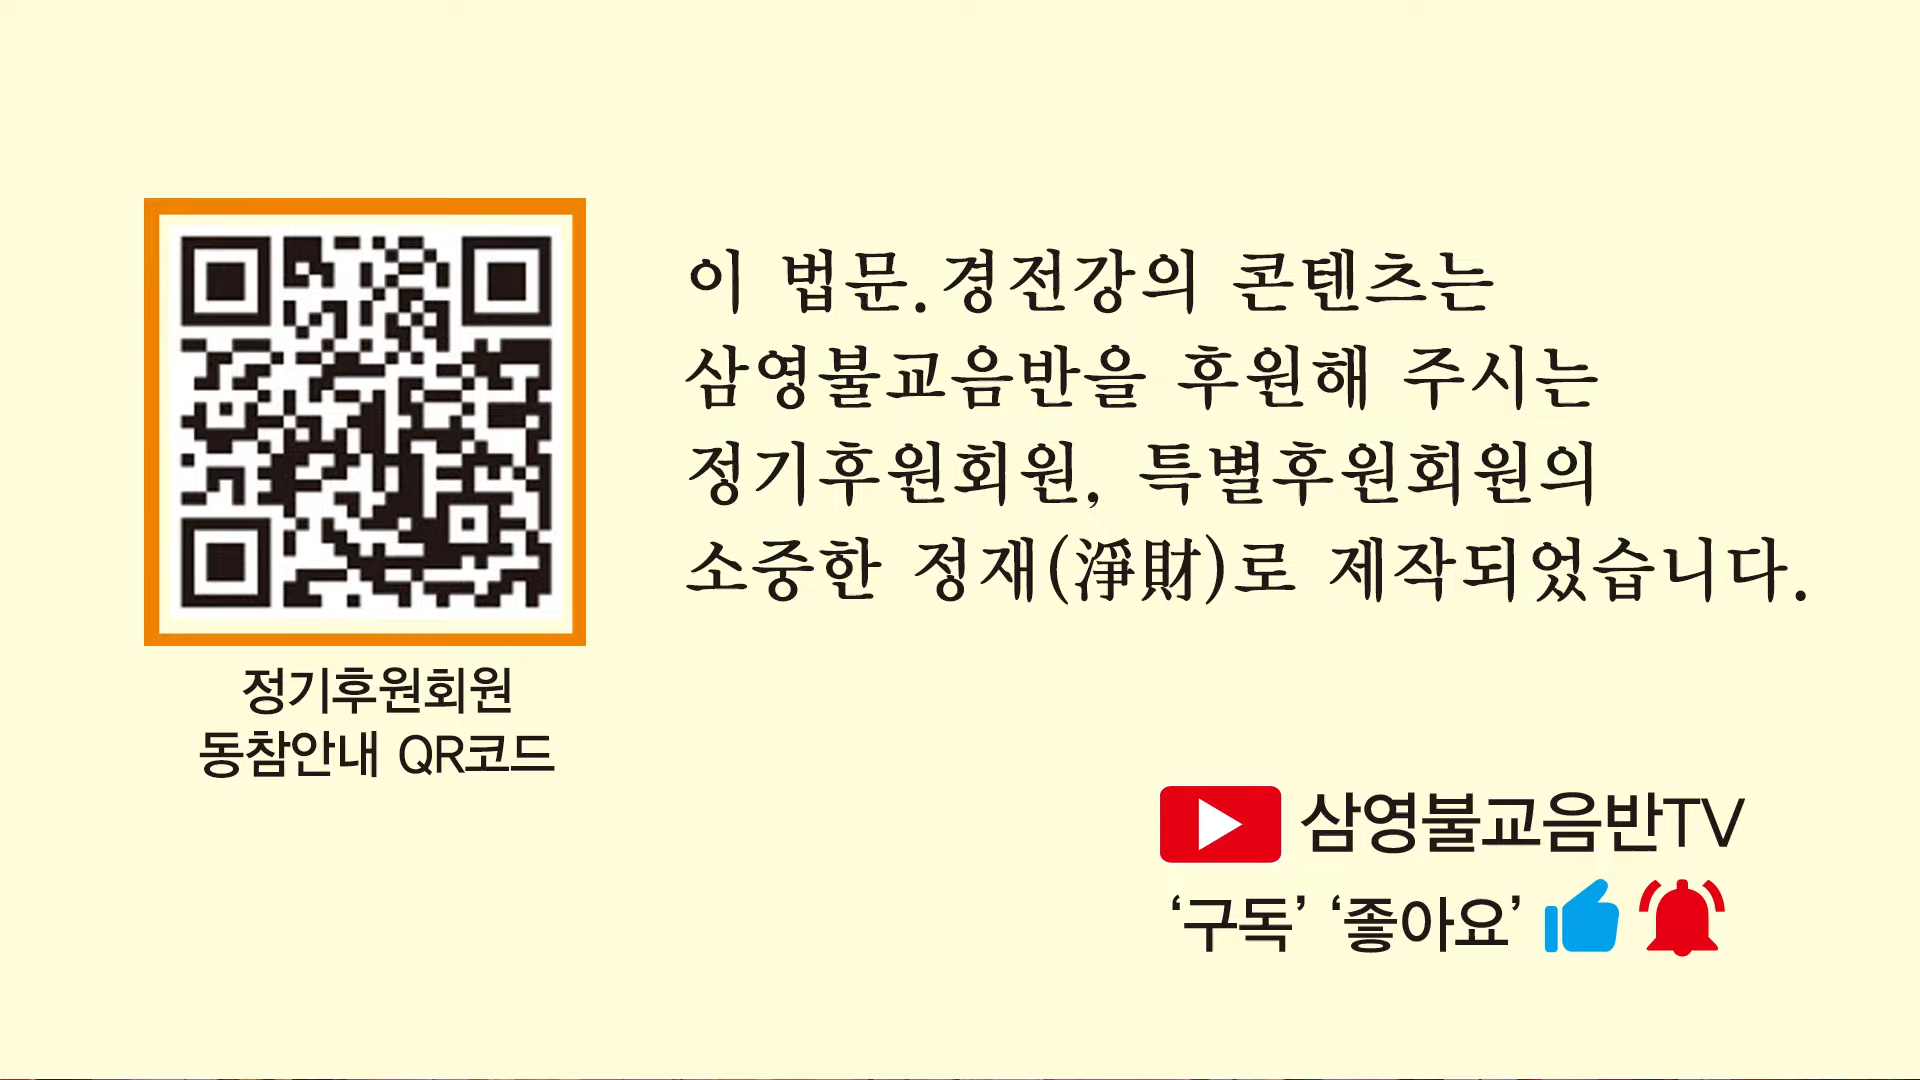 이 법문.경전강의 콘텐츠는
삼영불교음반을 후원해 주시는
정기후원회원, 특별후원회원의
소중한 정재(淨財)로 제작되었습니다.
정기후원회원
동참안내 QR코드
삼영불교음반TV
‘구독’ ‘좋아요’